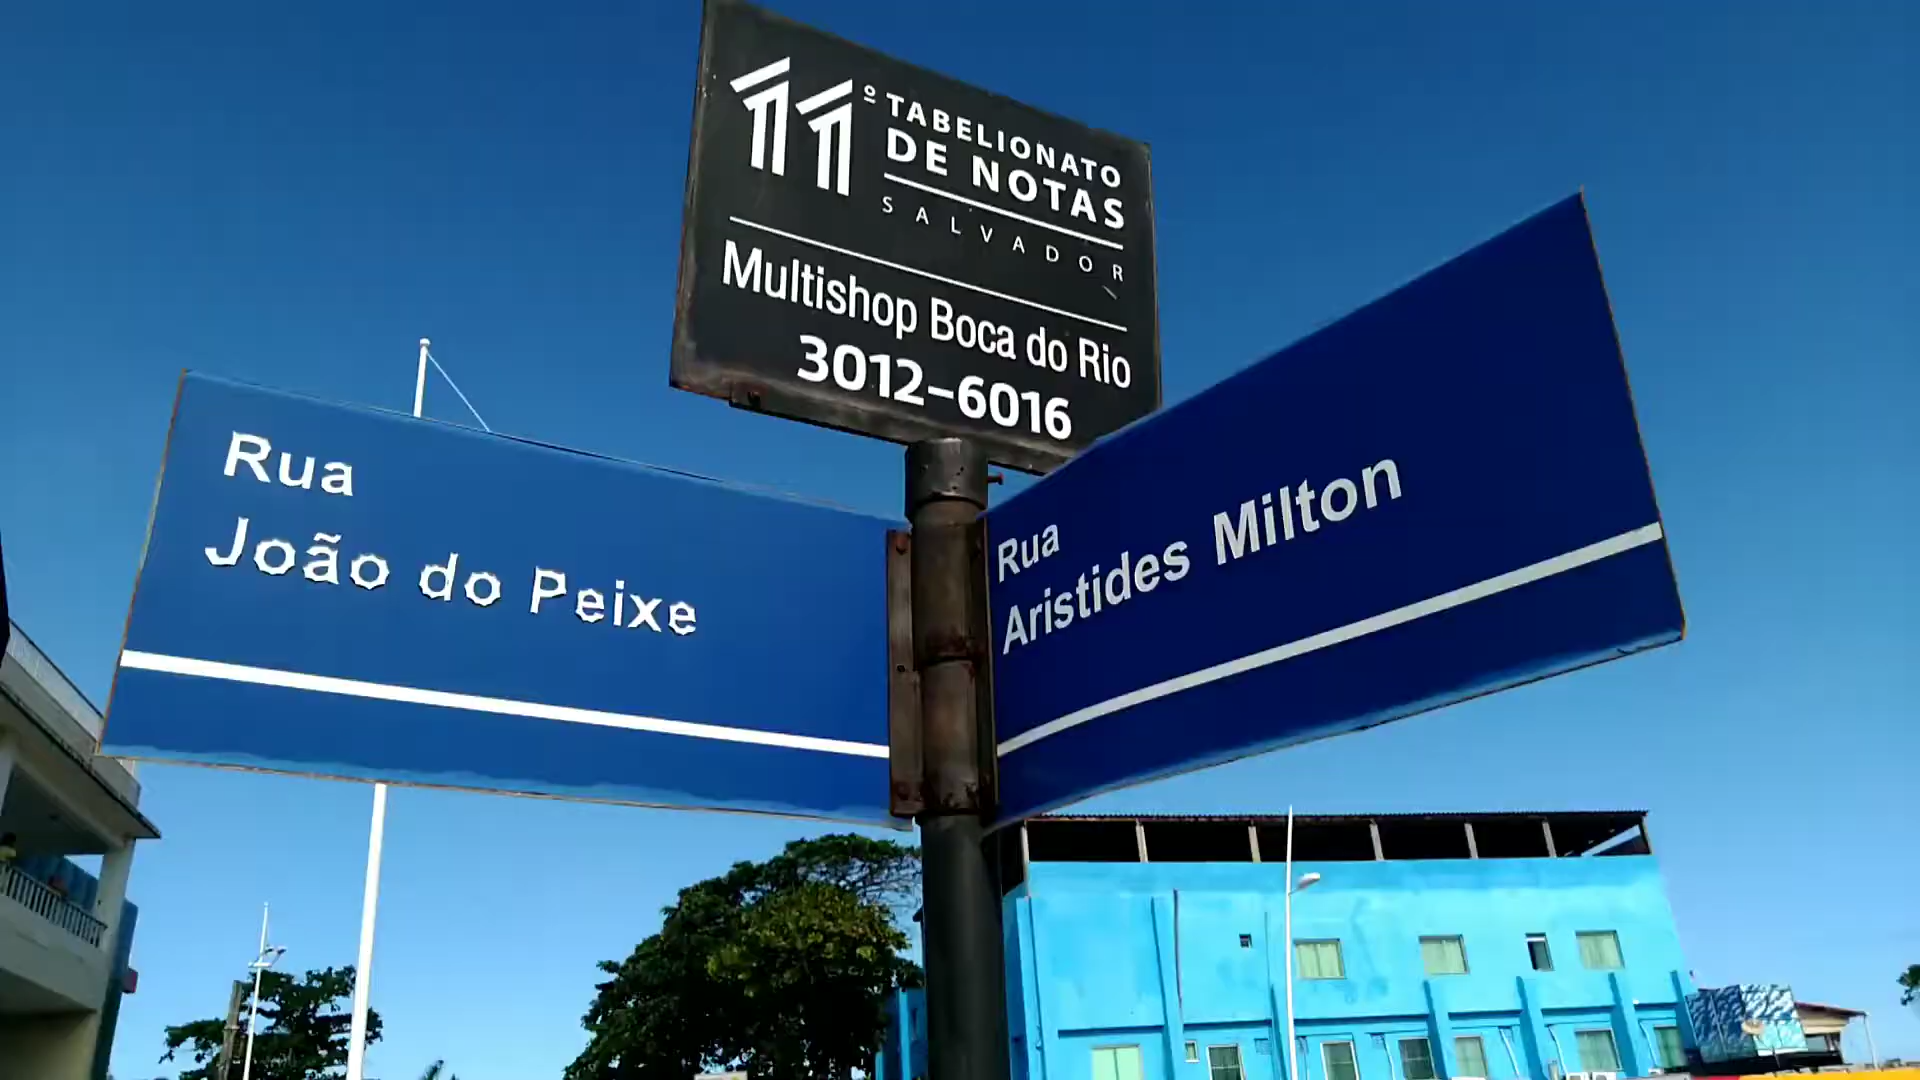 11º TABELIONATO
DE NOTAS
SALVADOR
Multishop Boca do Rio
3012-6016
Rua
João do Peixe
Rua
Aristides Milton